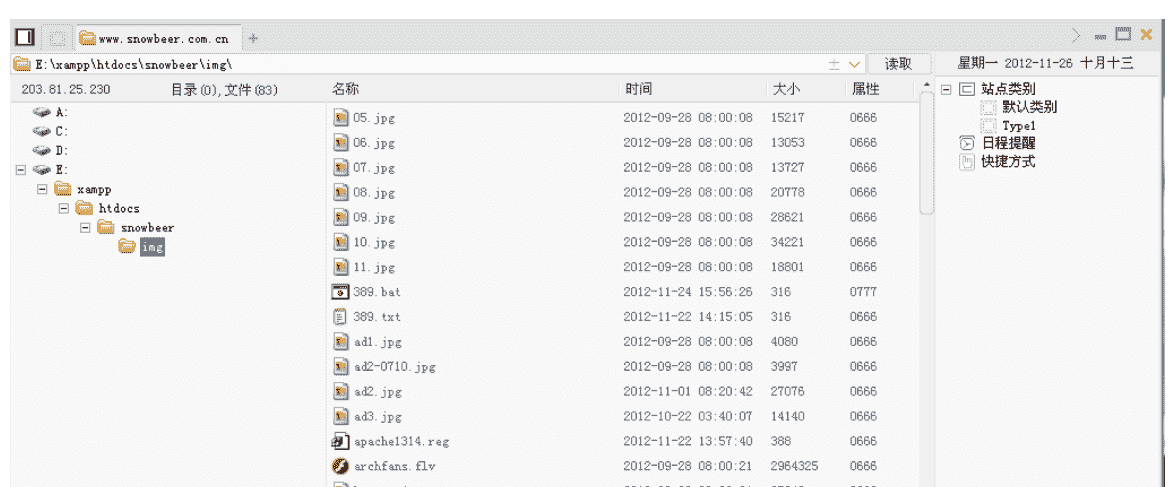 www.snowbeer.com.cn
E:\xampp\htdocs\snowbeer\img\ 读取 星期一 2012-11-26 十月十三
203.81.25.230 目录(0),文件(83) 名称 时间 大小 属性 站点类别
A: 默认类别
C: Type1
D: 日程提醒
E: 快捷方式
xampp
htdocs
snowbeer
img
05.jpg 2012-09-28 08:00:08 15217 0666
06.jpg 2012-09-28 08:00:08 13053 0666
07.jpg 2012-09-28 08:00:08 13727 0666
08.jpg 2012-09-28 08:00:08 20778 0666
09.jpg 2012-09-28 08:00:08 28621 0666
10.jpg 2012-09-28 08:00:08 34221 0666
11.jpg 2012-09-28 08:00:08 18801 0666
389.bat 2012-11-24 15:56:26 316 0777
389.txt 2012-11-22 14:15:05 316 0666
ad1.jpg 2012-09-28 08:00:08 4080 0666
ad2-0710.jpg 2012-09-28 08:00:08 3997 0666
ad2.jpg 2012-11-01 08:20:42 27076 0666
ad3.jpg 2012-10-22 03:40:07 14140 0666
apache1314.reg 2012-11-22 13:57:40 388 0666
archfans.flv 2012-09-28 08:00:21 2964325 0666